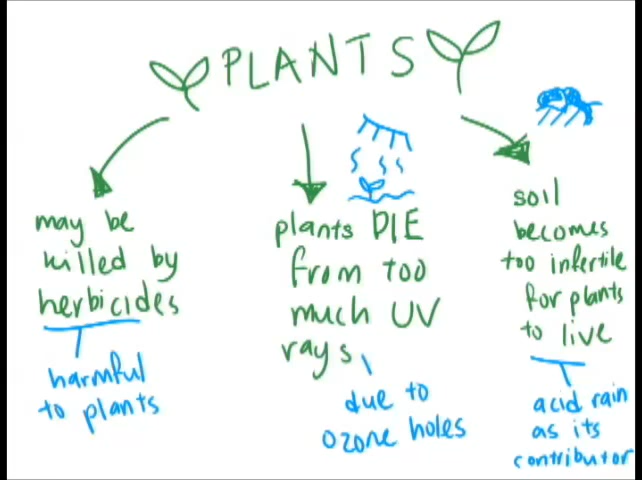 PLANTS
may be
killed by
herbicides
harmful
to plants
plants DIE
from too
much UV
rays
due to
ozone holes
soil
becomes
too infertile
for plants
to live
acid rain
as its
contributor